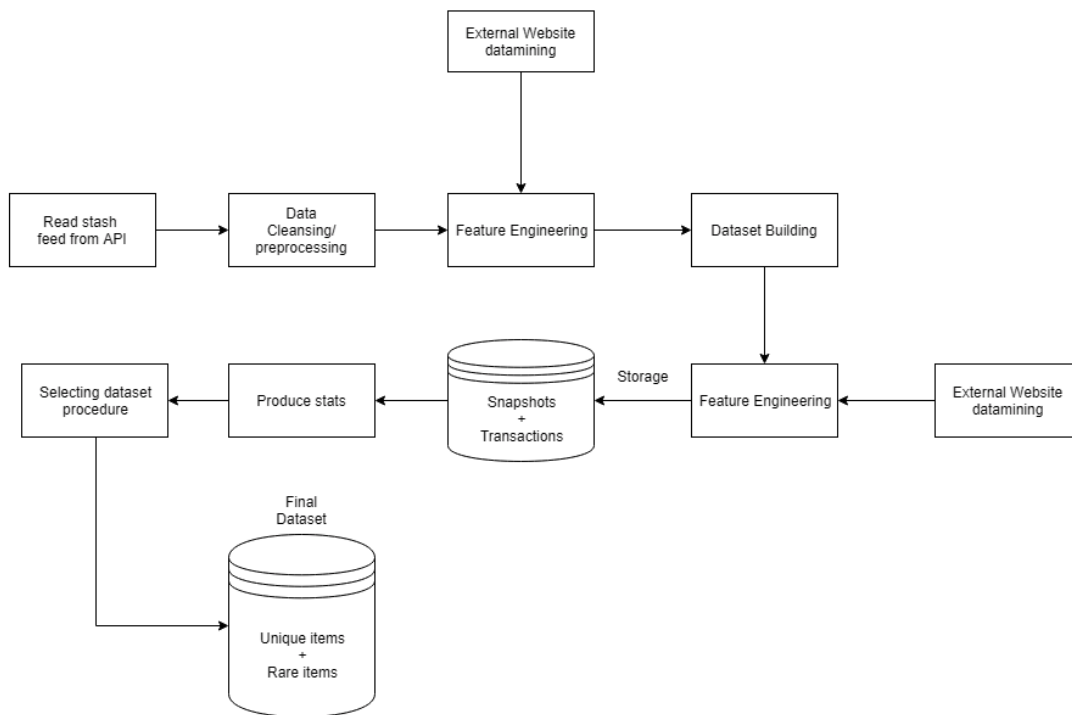 External Website
datamining
Read stash
feed from API
Data
Cleansing/
preprocessing
Feature Engineering
Dataset Building
Selecting dataset
procedure
Produce stats
Snapshots
+
Transactions
Storage
Feature Engineering
External Website
datamining
Final
Dataset
Unique items
+
Rare items